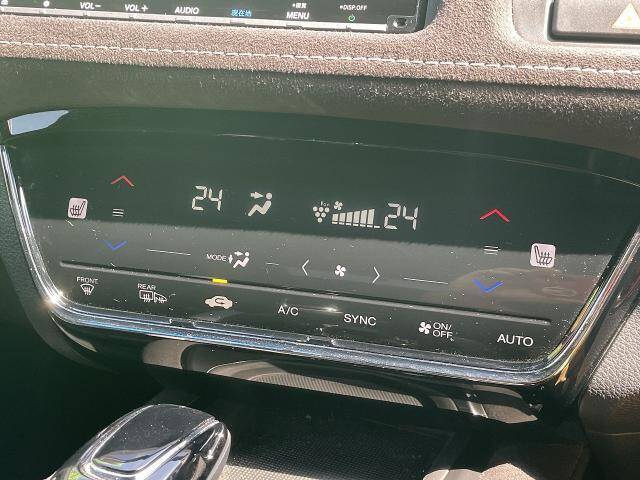 VOL− VOL+ AUDIO 現在地 MENU DISP.OFF
24 24
MODE
FRONT REAR A/C SYNC ON/OFF AUTO